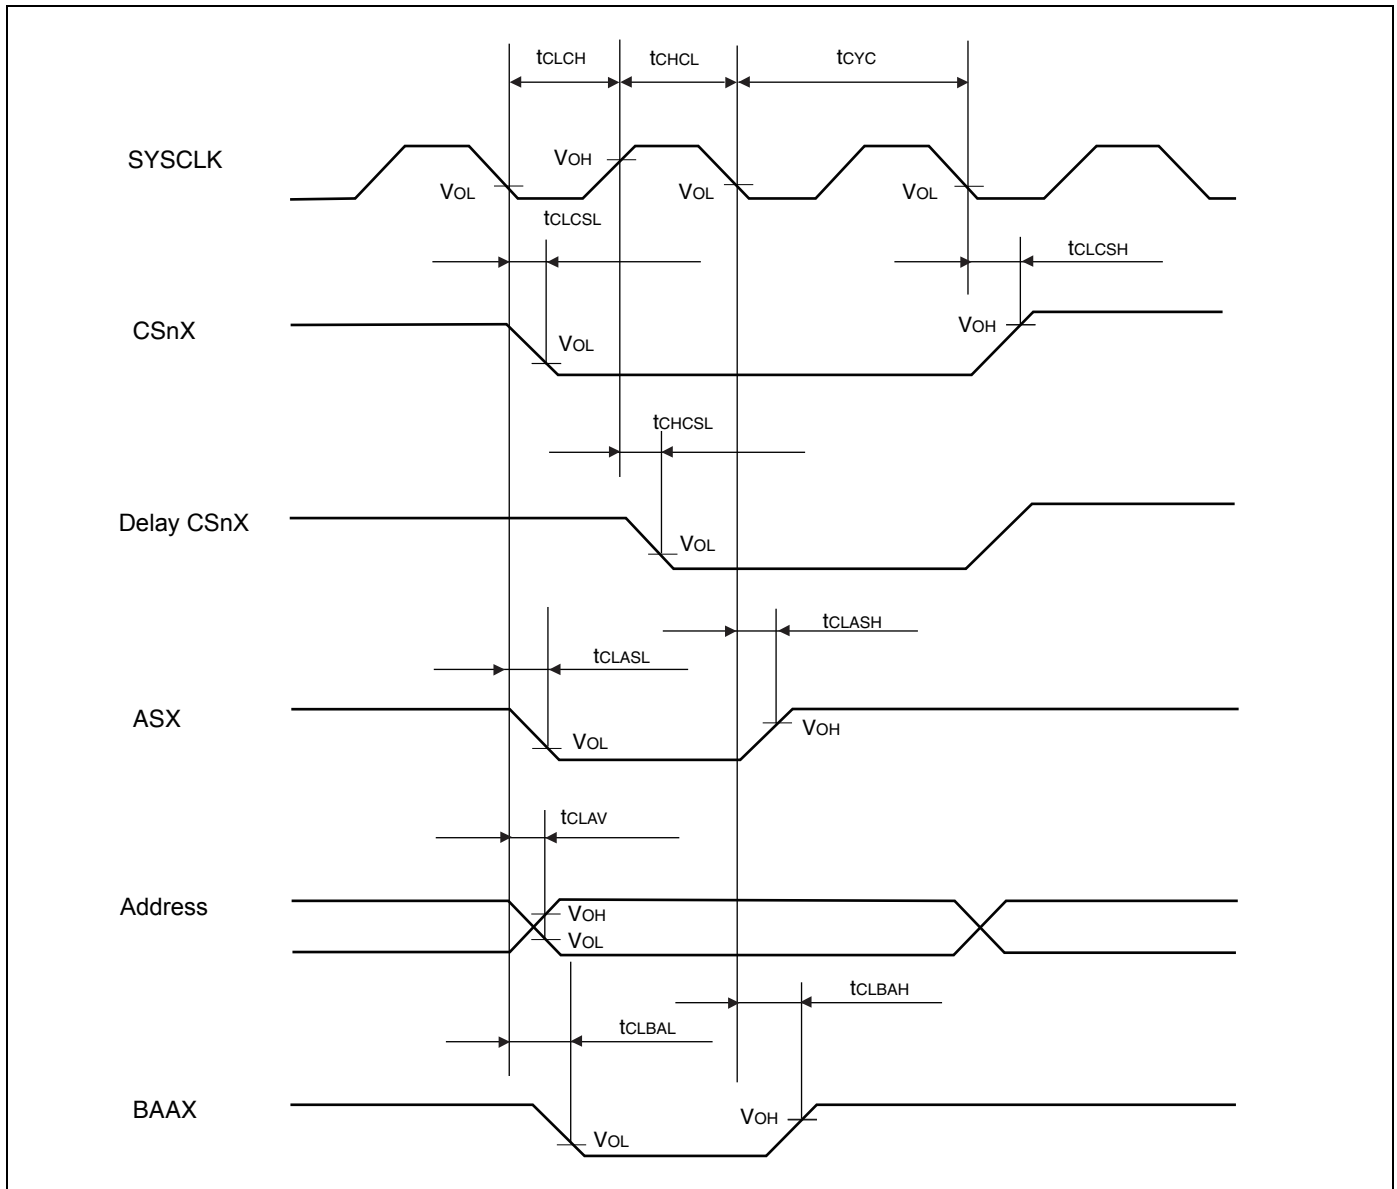 tCLCH tCHCL tCYC
SYSCLK VOH
VOL VOL VOL
tCLCSL
tCLCSH
CSnX VOL VOH
tCHCSL
Delay CSnX VOL
tCLASH
tCLASL
ASX VOH
VOL
tCLAV
Address VOH
VOL
tCLBAH
tCLBAL
BAAX VOH
VOL